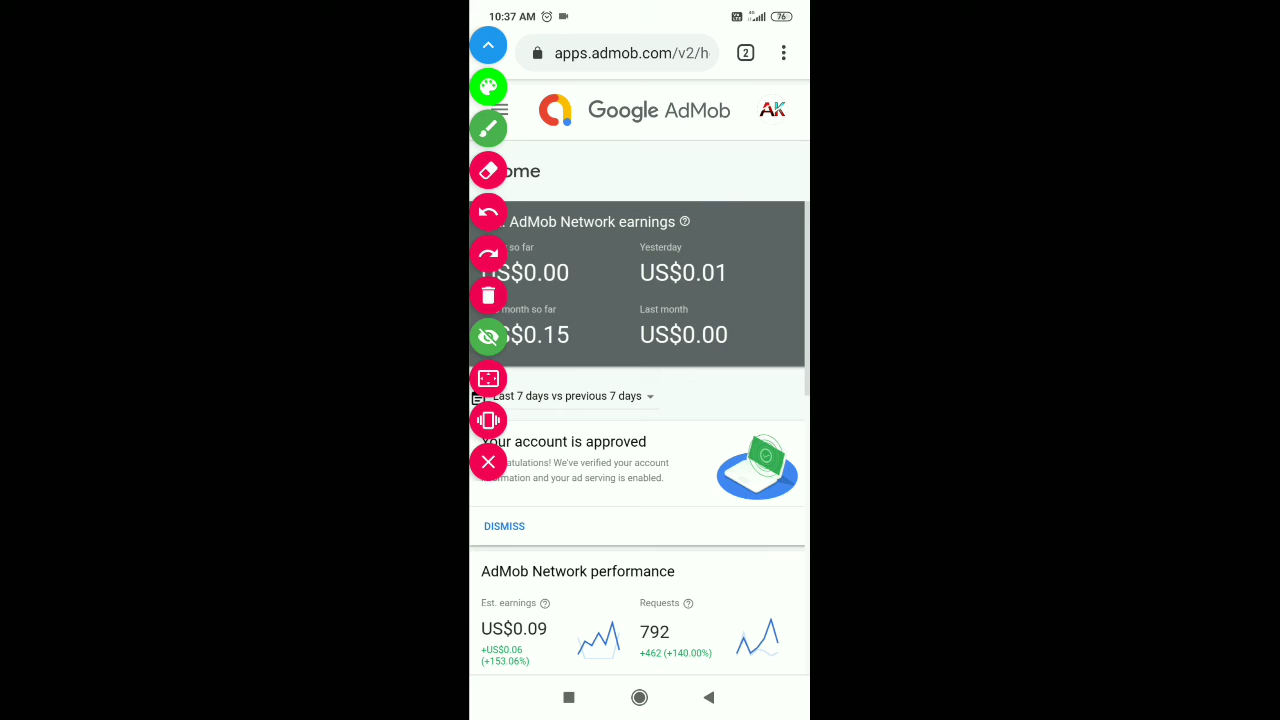 10:37 AM 4G 76
apps.admob.com/v2/h 2
Google AdMob AK
ome
AdMob Network earnings
so far Yesterday
US$0.00 US$0.01
month so far Last month
$0.15 US$0.00
Last 7 days vs previous 7 days
Your account is approved
atulations! We've verified your account
information and your ad serving is enabled.
DISMISS
AdMob Network performance
Est. earnings Requests
US$0.09 792
+US$0.06 +462 (+140.00%)
(+153.06%)